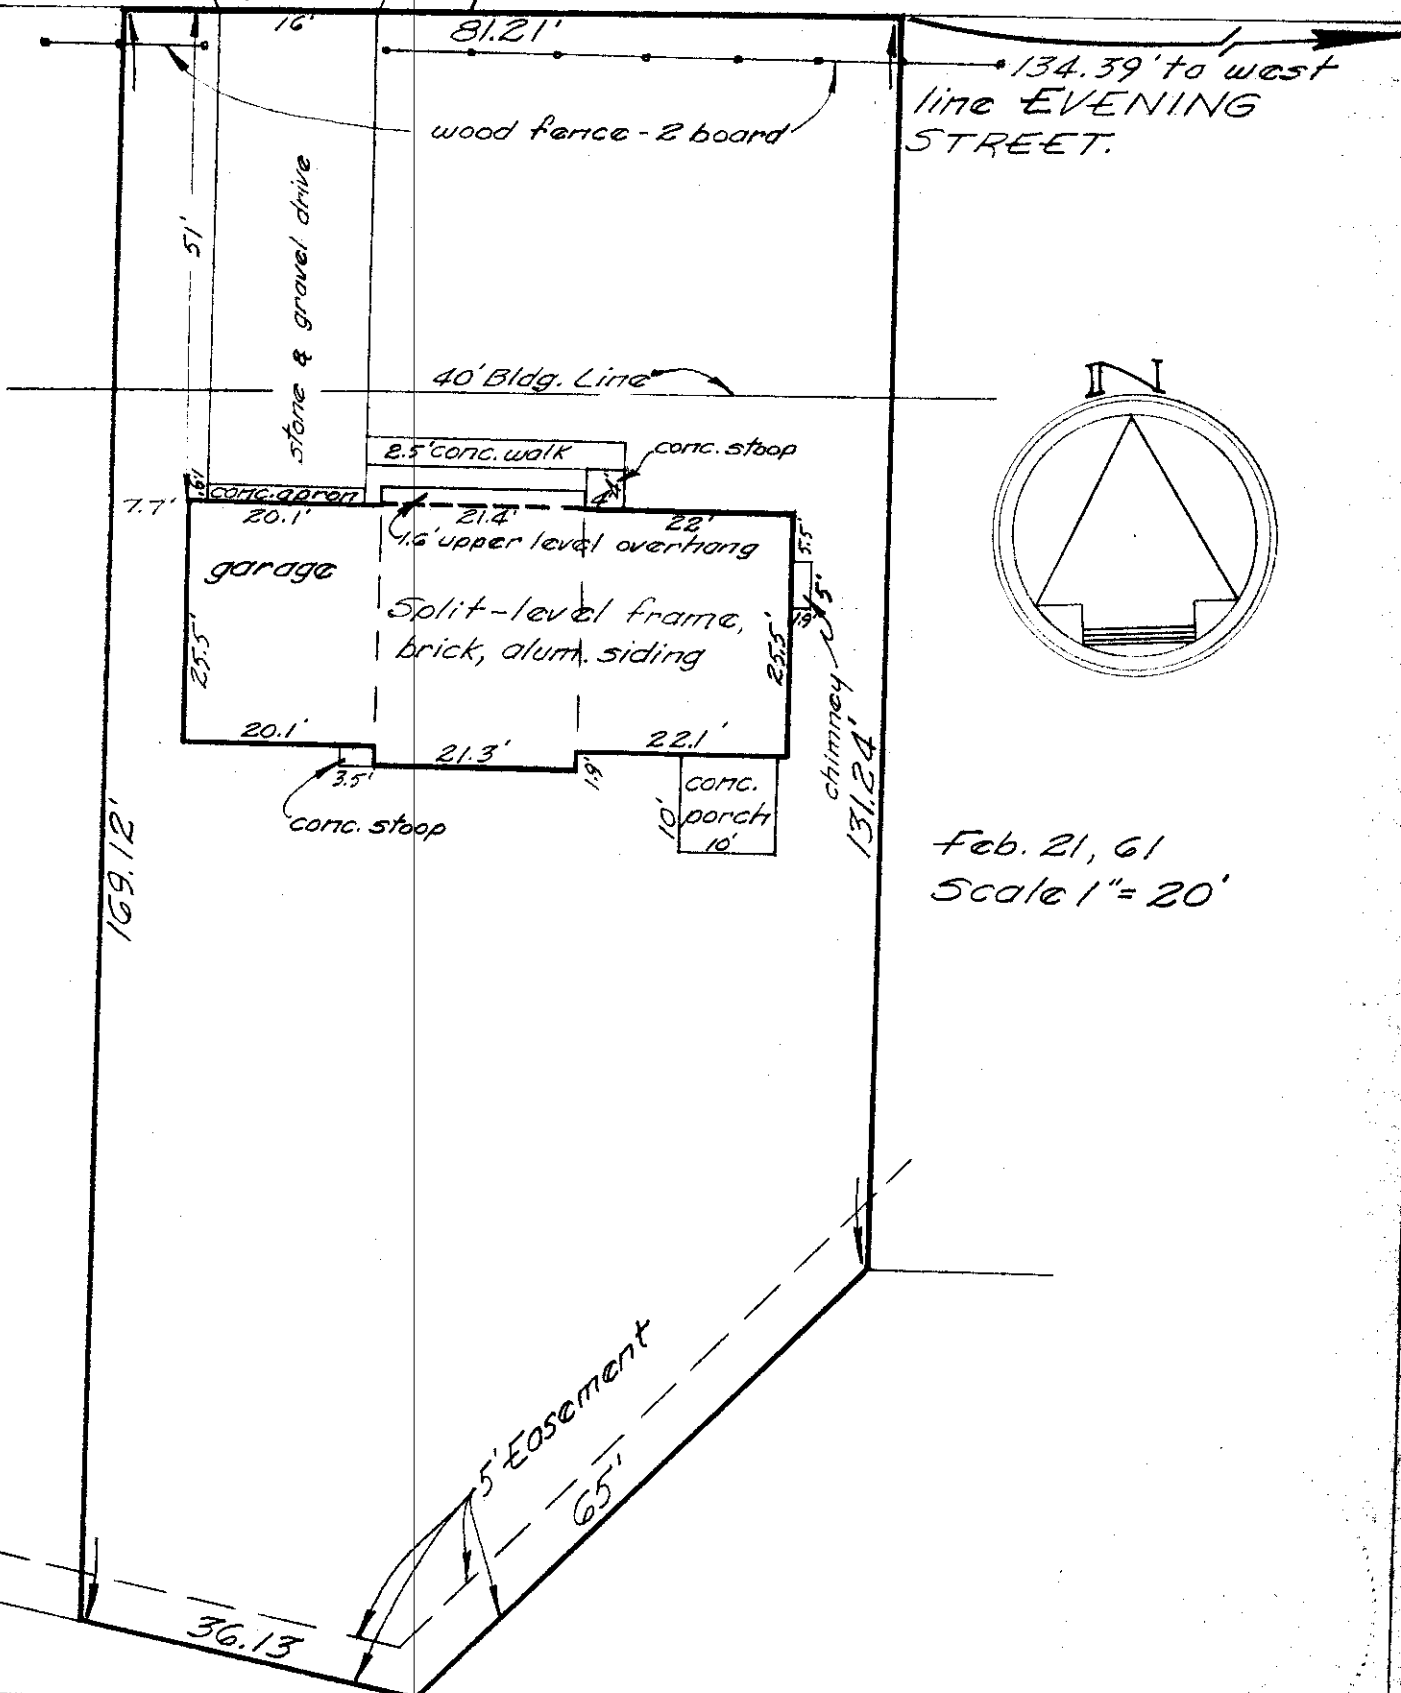 16'
81.21'
134.39' to west
line EVENING
STREET.
wood fence - 2 board
51'
stone & gravel drive
40' Bldg. Line
N
2.5' conc. walk
conc. stoop
7.7'
conc. apron
4'
4'
20.1'
21.4'
22'
1.6' upper level overhang
5.5'
garage
5'
1.9'
Split-level frame,
brick, alum. siding
25.5'
25.5'
chimney
20.1'
21.3'
22.1'
1.9'
3.5'
conc. stoop
conc.
porch
10'
10'
131.24'
169.12'
Feb. 21, 61
Scale 1" = 20'
5' Easement
65'
36.13